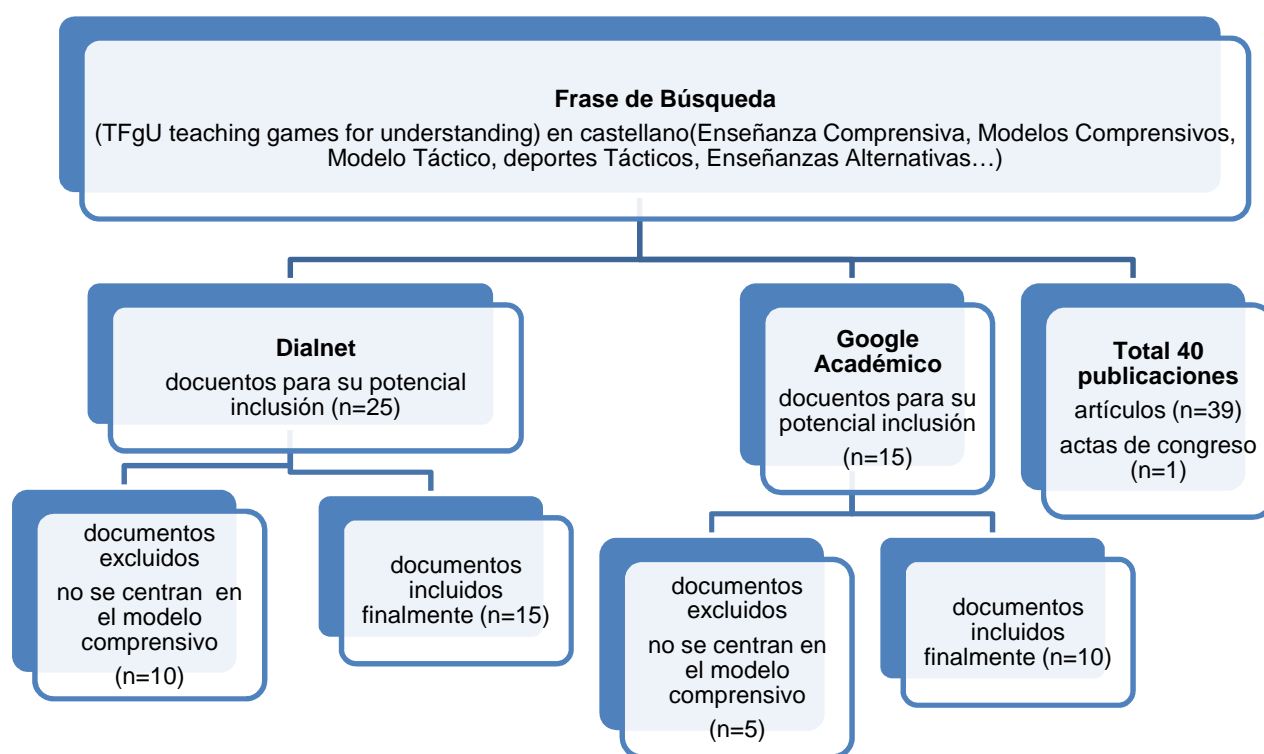 Frase de Búsqueda
(TFgU teaching games for understanding) en castellano(Enseñanza Comprensiva, Modelos Comprensivos,
Modelo Táctico, deportes Tácticos, Enseñanzas Alternativas…)
Dialnet
docuentos para su potencial
inclusión (n=25)
Google
Académico
docuentos para su
potencial inclusión
(n=15)
Total 40
publicaciones
artículos (n=39)
actas de congreso
(n=1)
documentos
excluidos
no se centran en
el modelo
comprensivo
(n=10)
documentos
incluidos
finalmente (n=15)
documentos
excluidos
no se centran en
el modelo
comprensivo
(n=5)
documentos
incluidos
finalmente (n=10)